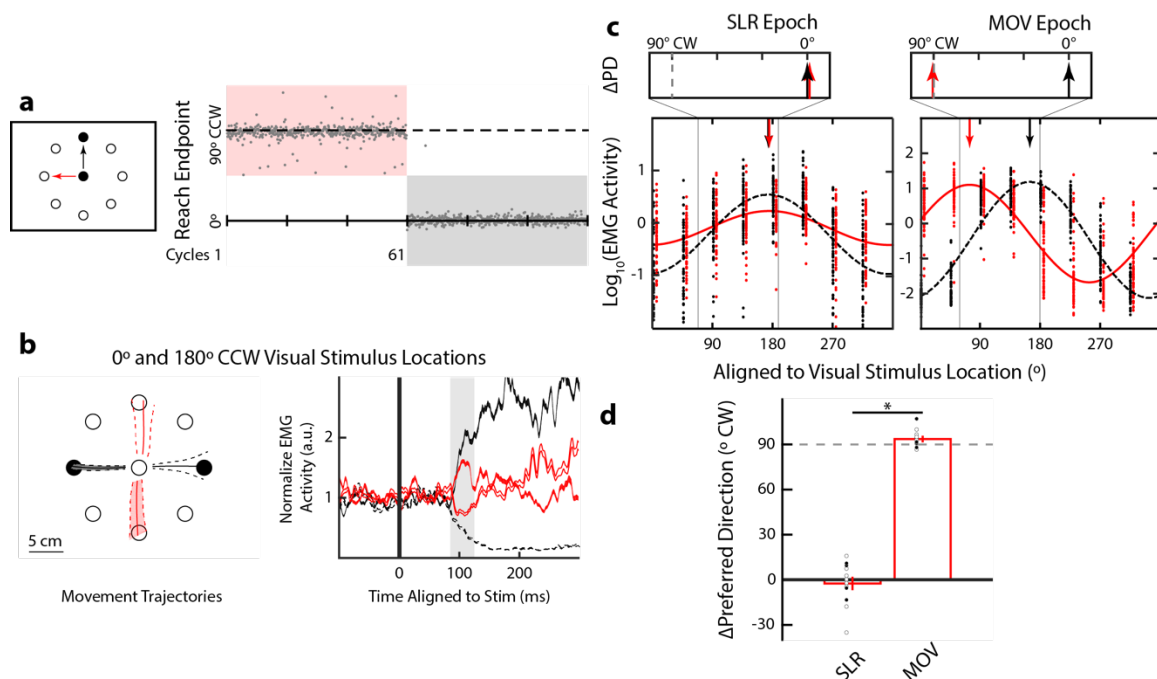 a
Reach Endpoint
90° CCW
0°
Cycles 1
61
b
0º and 180º CCW Visual Stimulus Locations
5 cm
Movement Trajectories
Normalize EMG
Activity (a.u.)
2
1
0
100
200
Time Aligned to Stim (ms)
c
SLR Epoch
MOV Epoch
ΔPD
90° CW
0°
90° CW
0°
Log10(EMG Activity)
1
0
-1
90
180
270
2
1
0
-1
-2
90
180
270
Aligned to Visual Stimulus Location (º)
d
*
ΔPreferred Direction (º CW)
90
60
90
30
0
-30
SLR
MOV